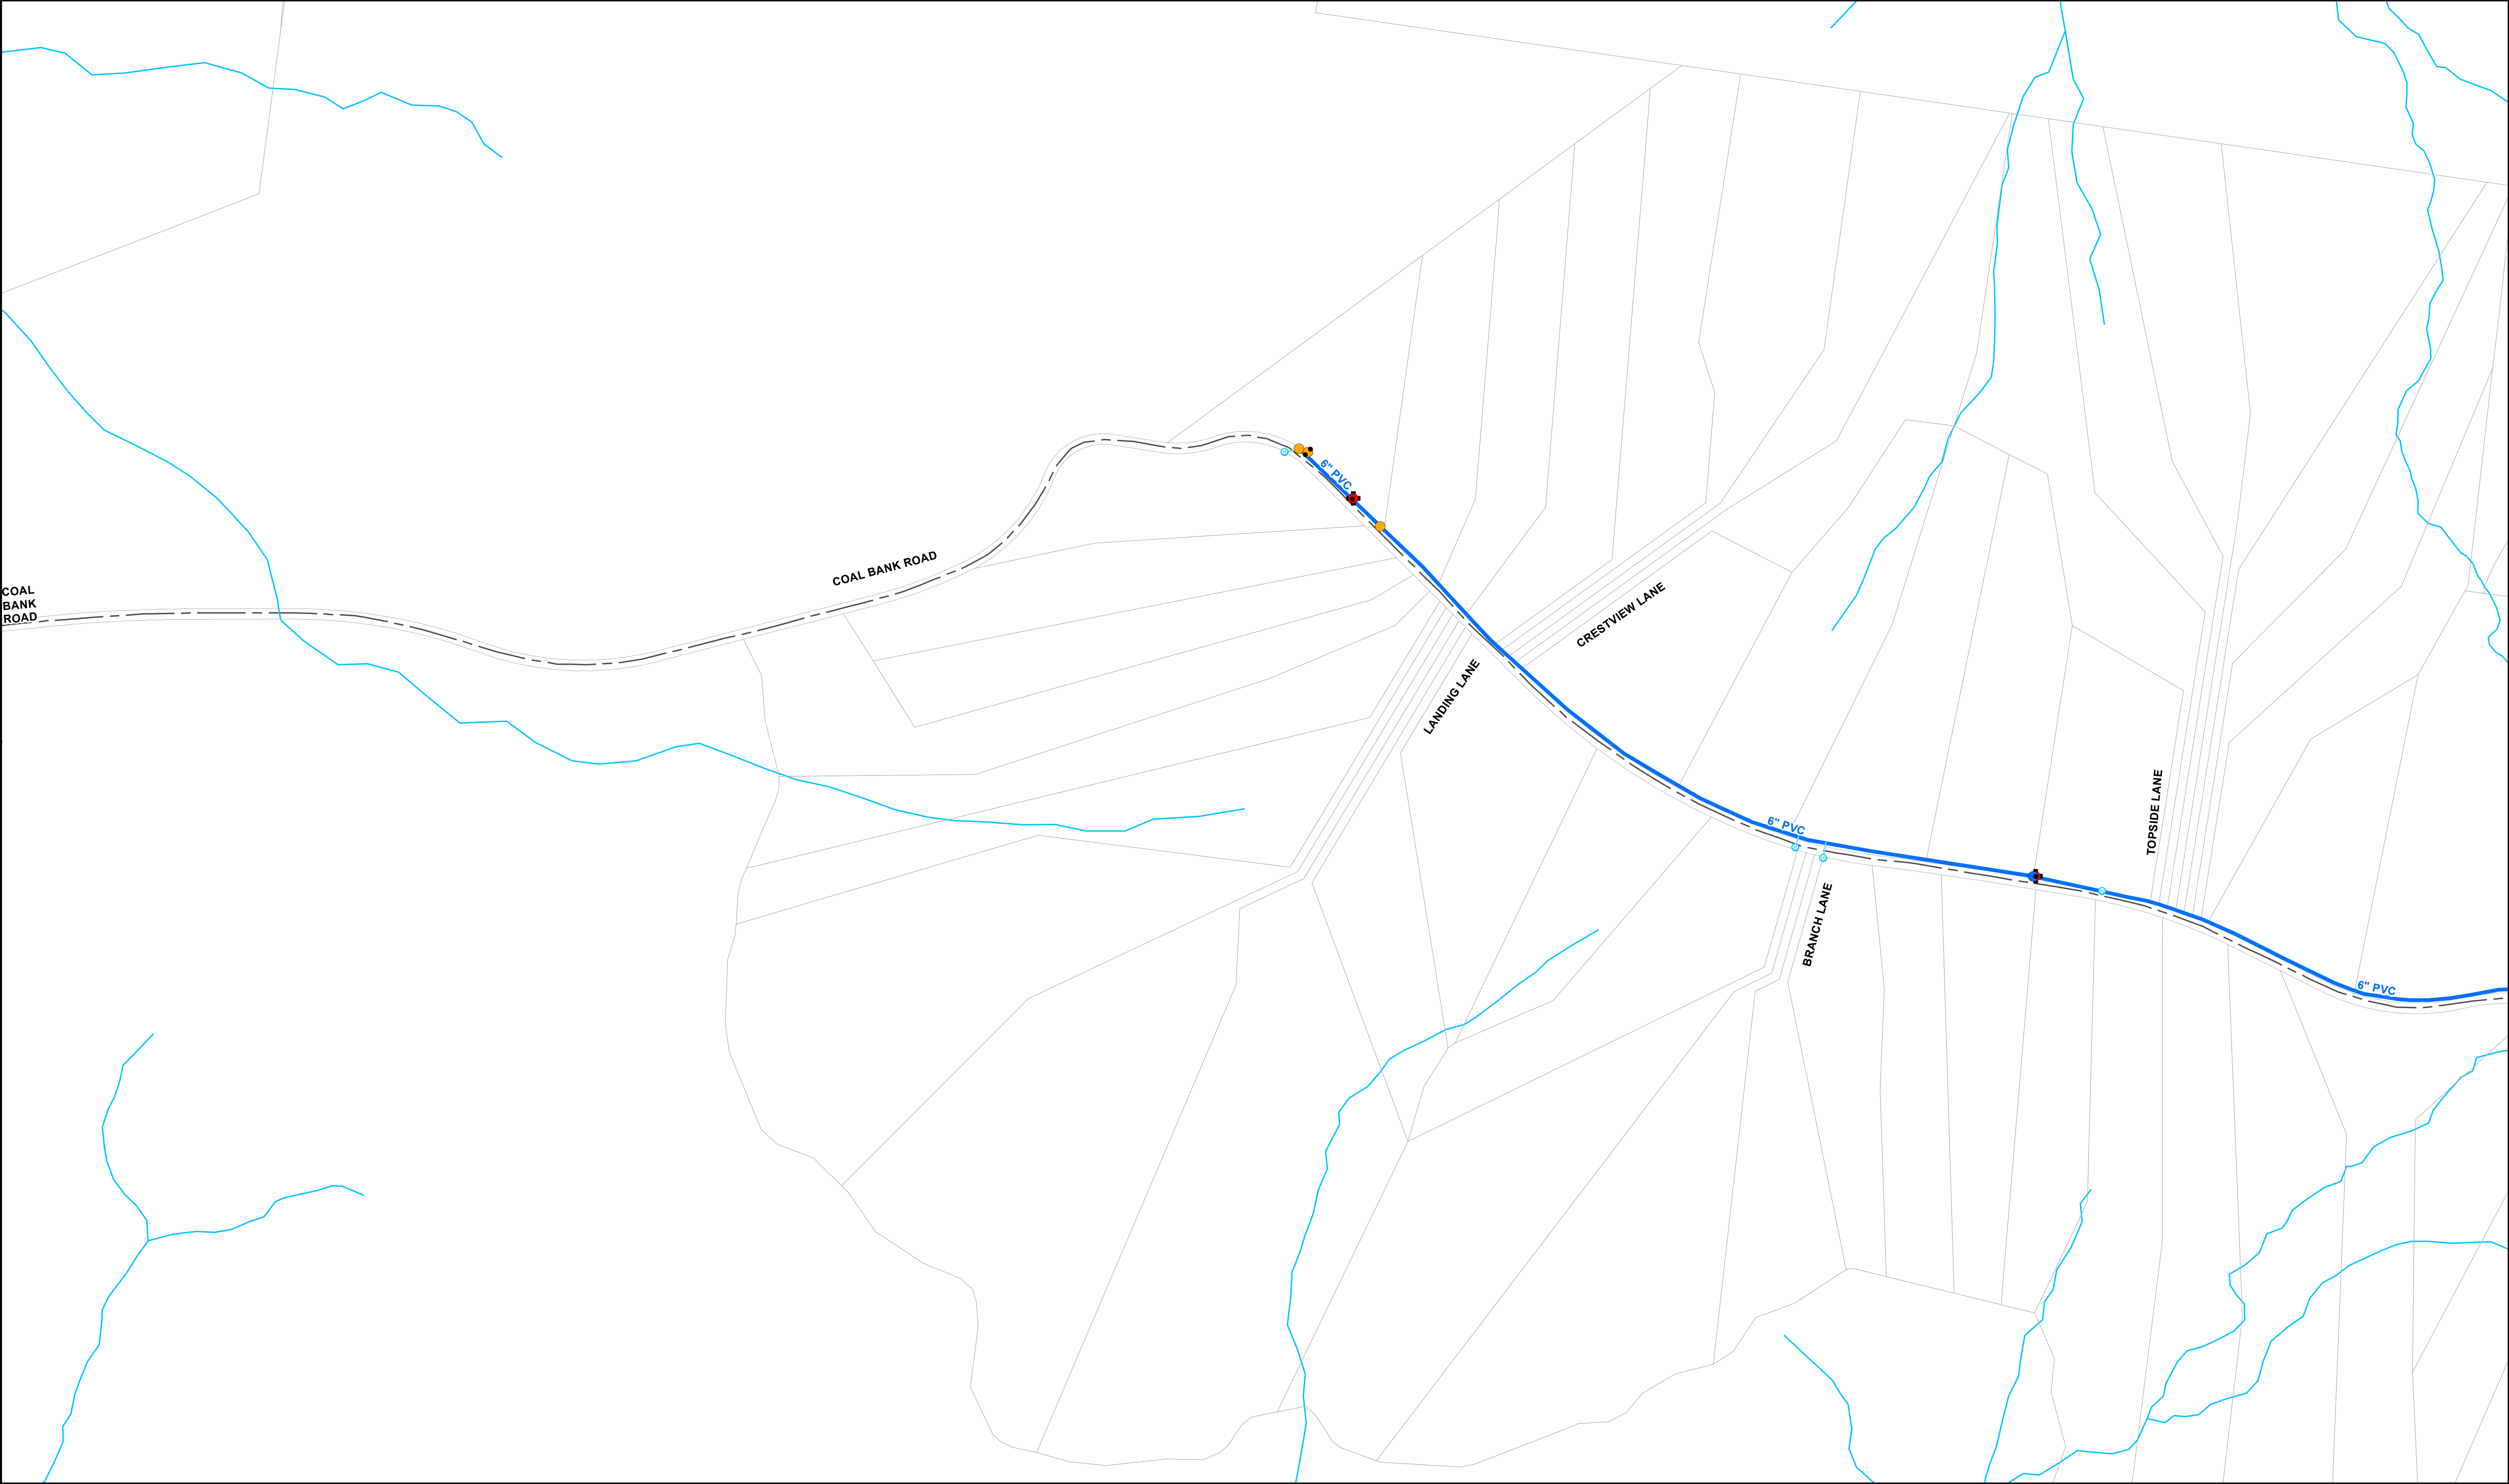 6" PVC
COAL BANK ROAD
COAL
BANK
ROAD
CRESTVIEW LANE
LANDING LANE
TOPSIDE LANE
6" PVC
BRANCH LANE
6" PVC